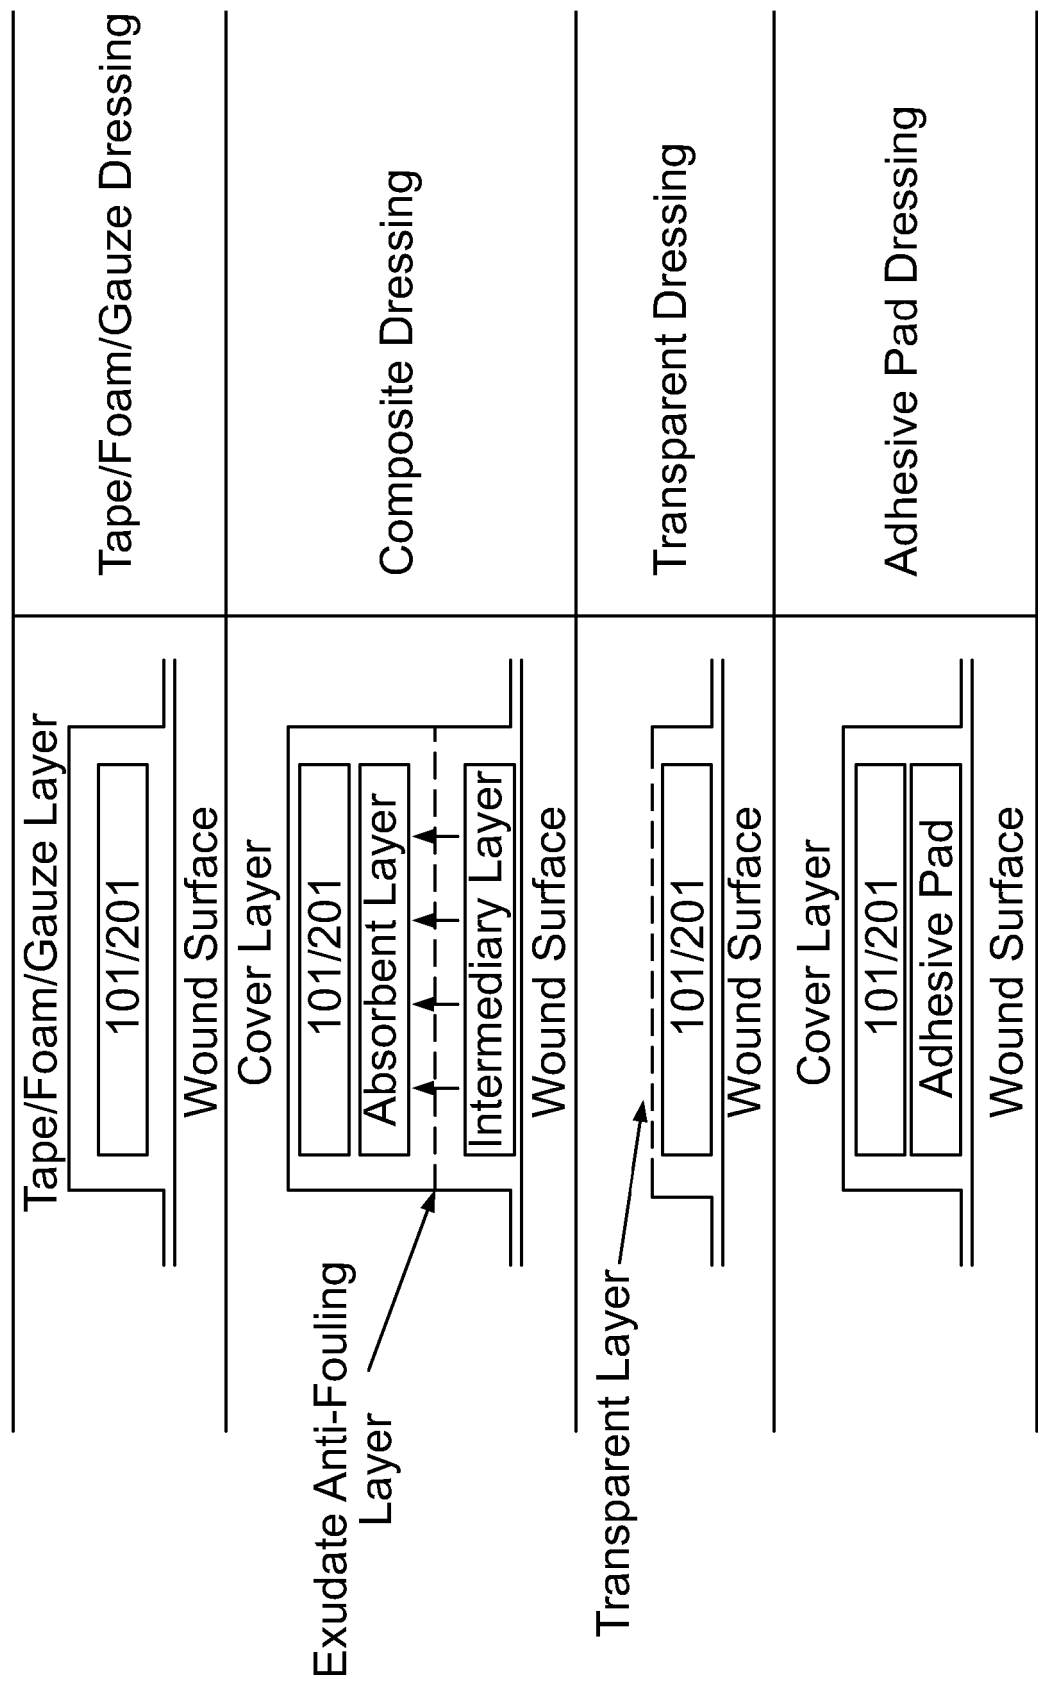 Tape/Foam/Gauze Layer
101/201
Wound Surface
Tape/Foam/Gauze Dressing
Cover Layer
101/201
Absorbent Layer
Exudate Anti-Fouling
Layer
Intermediary Layer
Wound Surface
Composite Dressing
Transparent Layer
101/201
Wound Surface
Transparent Dressing
Cover Layer
101/201
Adhesive Pad
Wound Surface
Adhesive Pad Dressing